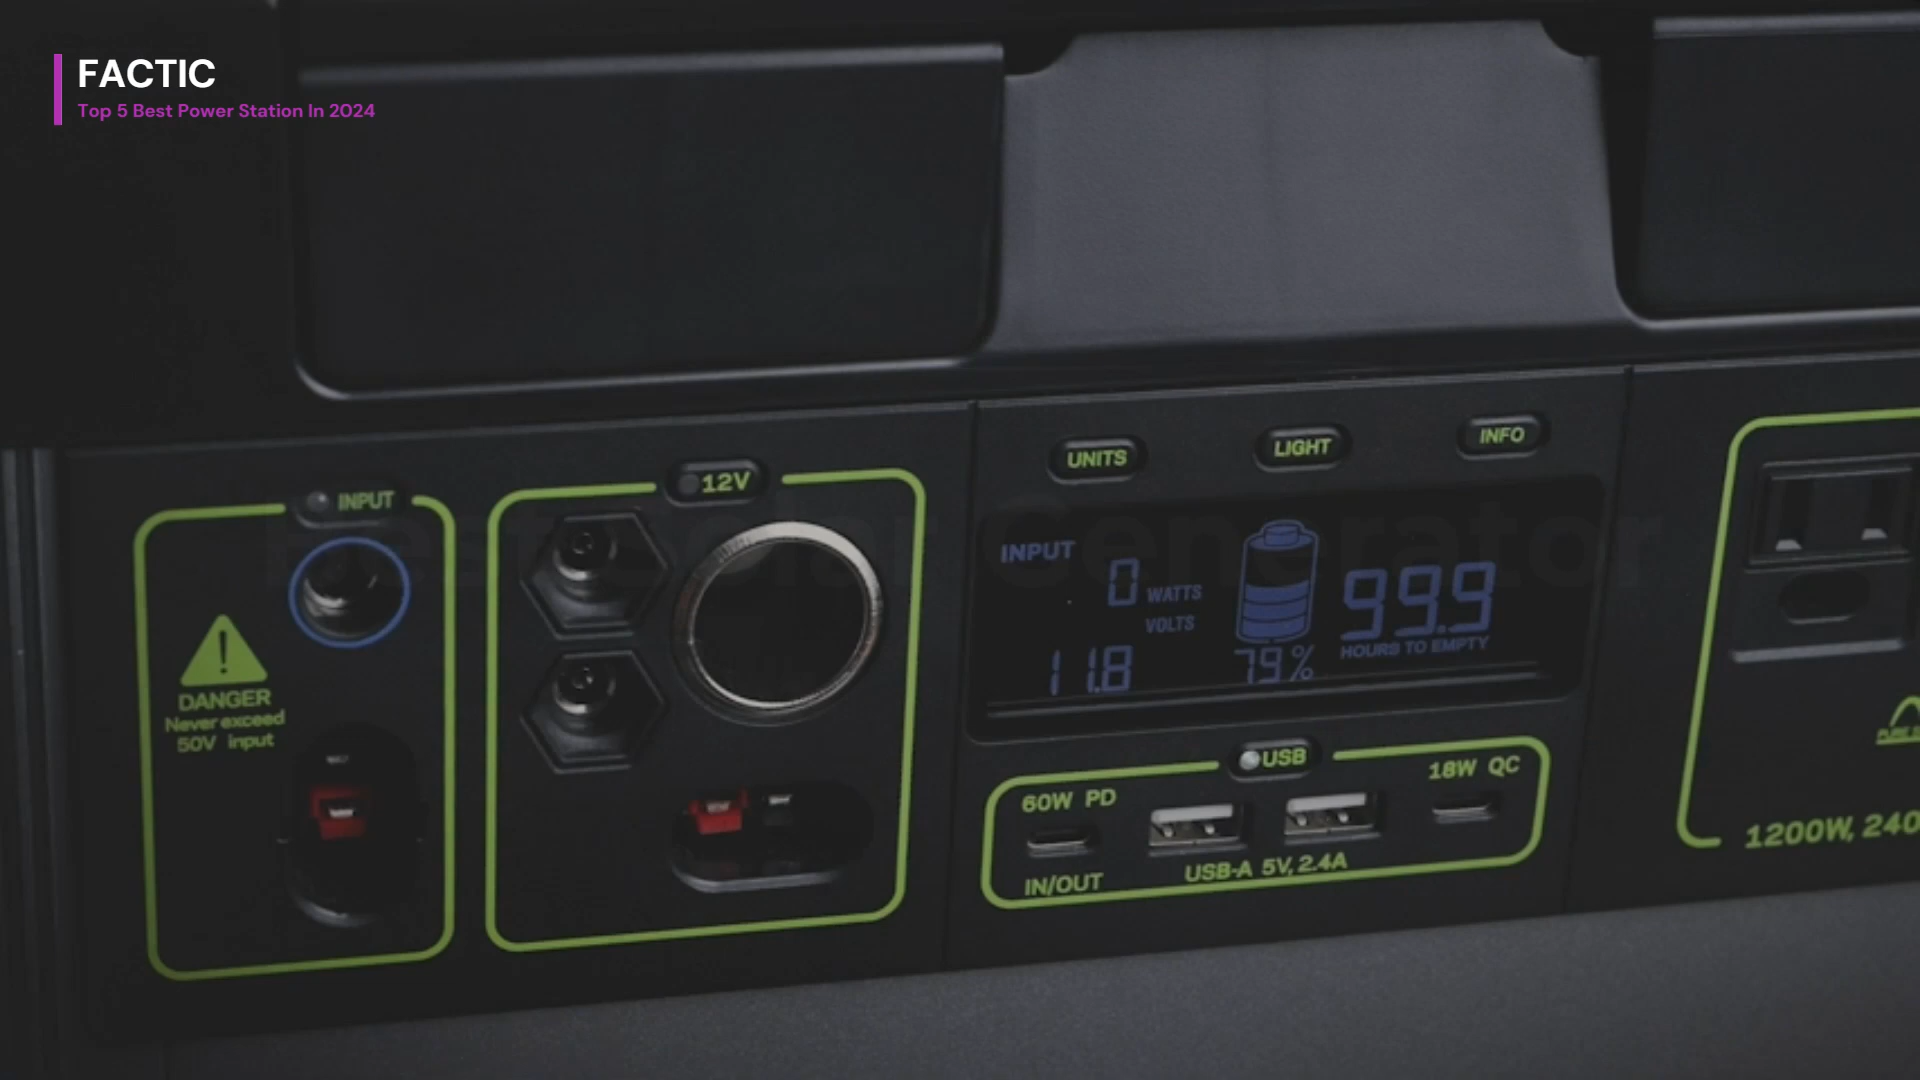 FACTIC
Top 5 Best Power Station In 2024
UNITS
LIGHT
INFO
INPUT
12V
INPUT
0 WATTS
VOLTS
11.8
79%
99.9
HOURS TO EMPTY
DANGER
Never exceed
50V input
USB
60W PD
18W QC
IN/OUT
USB-A 5V, 2.4A
1200W, 240